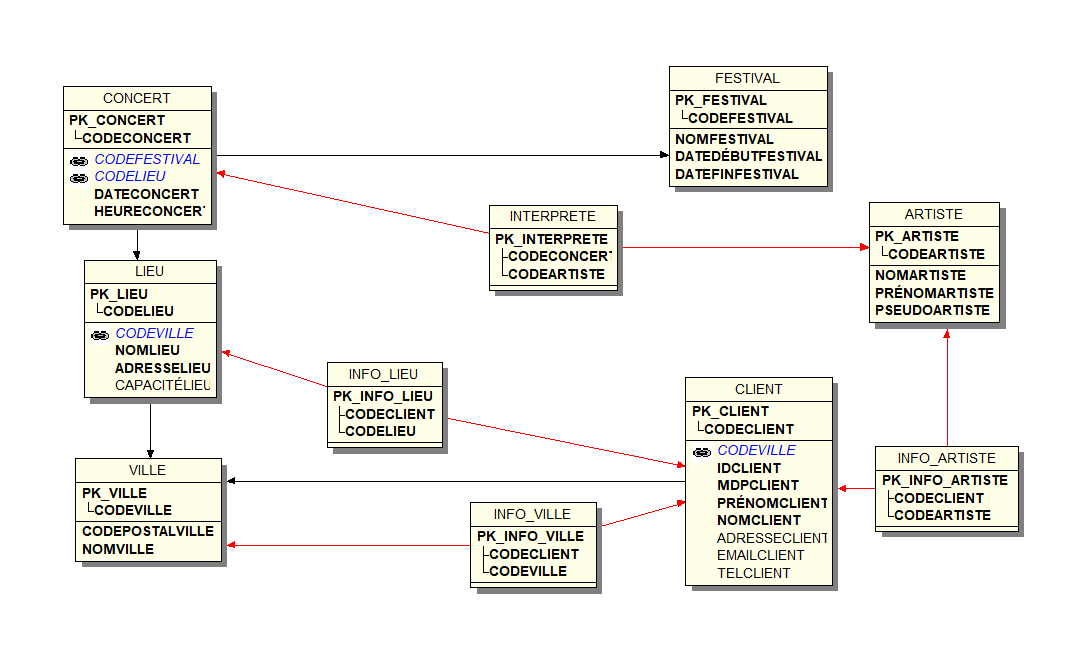 FESTIVAL
PK_FESTIVAL
CODEFESTIVAL
NOMFESTIVAL
DATEDÉBUTFESTIVAL
DATEFINFESTIVAL
CONCERT
PK_CONCERT
CODECONCERT
CODEFESTIVAL
CODELIEU
DATECONCERT
HEURECONCERT
INTERPRETE
PK_INTERPRETE
CODECONCERT
CODEARTISTE
ARTISTE
PK_ARTISTE
CODEARTISTE
NOMARTISTE
PRÉNOMARTISTE
PSEUDOARTISTE
LIEU
PK_LIEU
CODELIEU
CODEVILLE
NOMLIEU
ADRESSELIEU
CAPACITÉLIEU
INFO_LIEU
PK_INFO_LIEU
CODECLIENT
CODELIEU
CLIENT
PK_CLIENT
CODECLIENT
CODEVILLE
IDCLIENT
MDPCLIENT
PRÉNOMCLIENT
NOMCLIENT
ADRESSECLIENT
EMAILCLIENT
TELCLIENT
INFO_ARTISTE
PK_INFO_ARTISTE
CODECLIENT
CODEARTISTE
VILLE
PK_VILLE
CODEVILLE
CODEPOSTALVILLE
NOMVILLE
INFO_VILLE
PK_INFO_VILLE
CODECLIENT
CODEVILLE